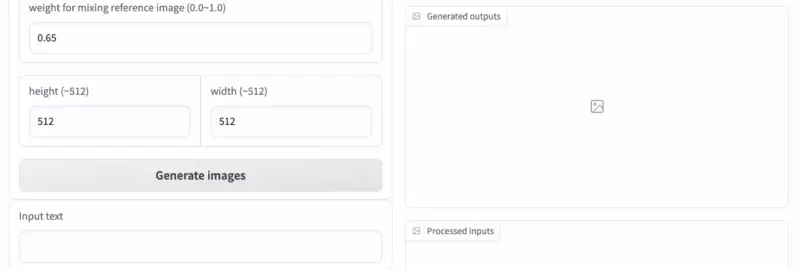 weight for mixing reference image (0.0~1.0)
0.65
height (~512)
width (~512)
512
512
Generate images
Input text
Generated outputs
Processed inputs